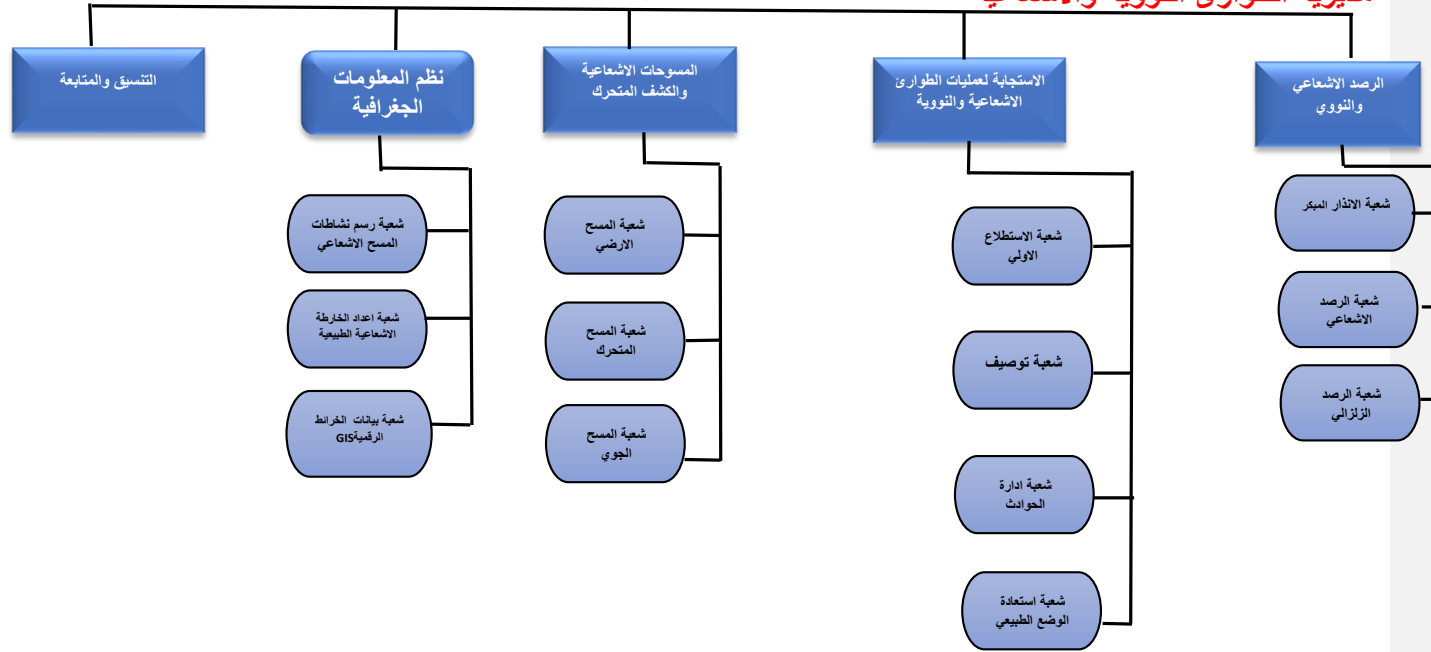 الرصد الاشعاعي
والنووي
شعبة الانذار المبكر
شعبة الرصد
الاشعاعي
شعبة الرصد
الزلزالي
الاستجابة لعمليات الطوارئ
الاشعاعية والنووية
شعبة الاستطلاع
الاولي
شعبة توصيف
شعبة ادارة
الحوادث
شعبة استعادة
الوضع الطبيعي
المسوحات الاشعاعية
والكشف المتحرك
شعبة المسح
الارضي
شعبة المسح
المتحرك
شعبة المسح
الجوي
نظم المعلومات
الجغرافية
شعبة رسم نشاطات
المسح الاشعاعي
شعبة اعداد الخارطة
الاشعاعية الطبيعية
شعبة بيانات الخرائط
الرقميةGIS
التنسيق والمتابعة